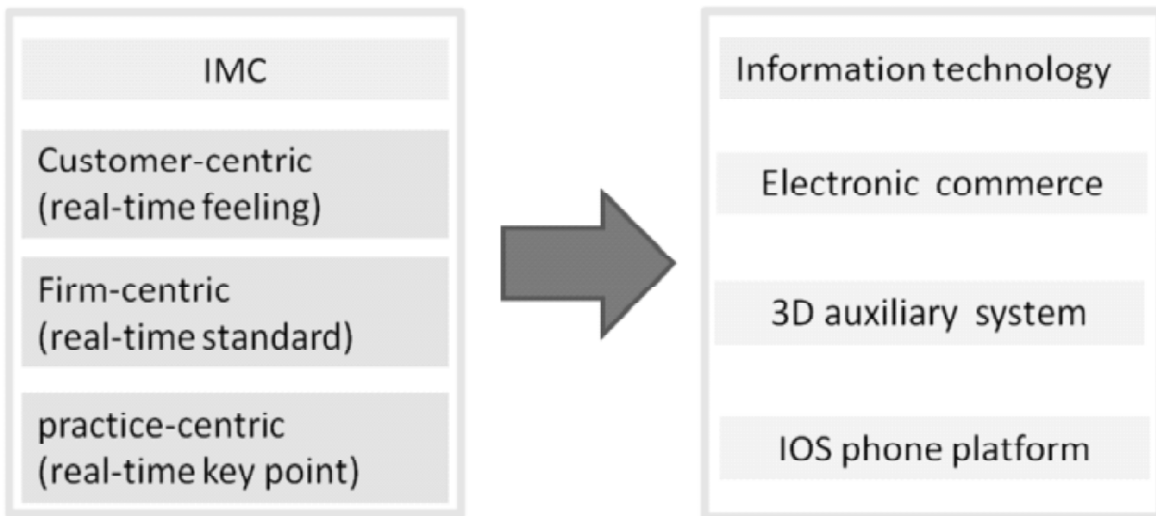 IMC
Customer-centric
(real-time feeling)
Firm-centric
(real-time standard)
practice-centric
(real-time key point)
Information technology
Electronic commerce
3D auxiliary system
IOS phone platform